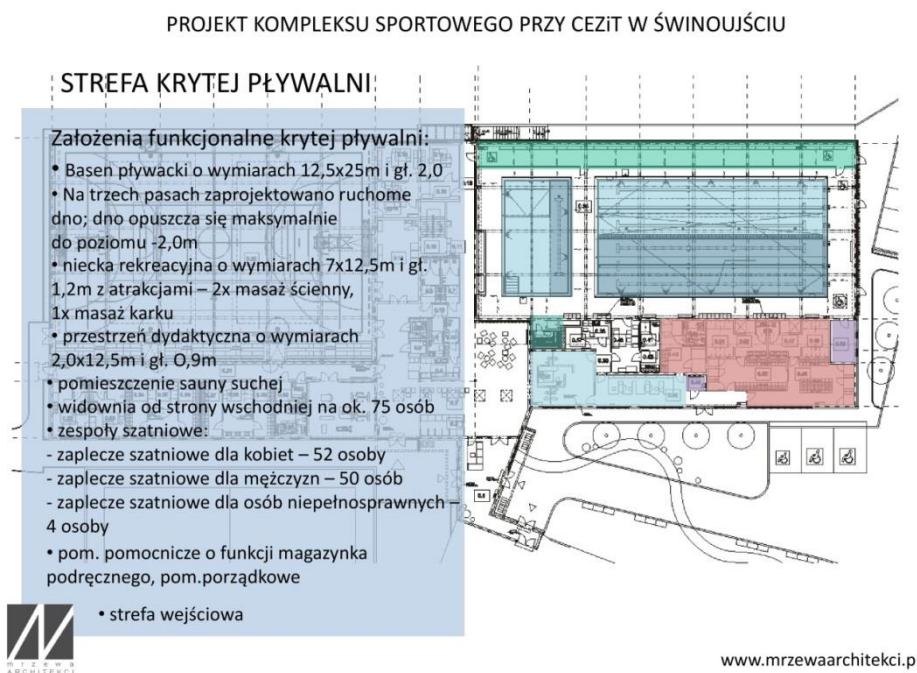 PROJEKT KOMPLEKSU SPORTOWEGO PRZY CEZiT W ŚWINOUJŚCIU
STREFA KRYTEJ PŁYWALNI
Założenia funkcjonalne krytej pływalni:
• Basen pływacki o wymiarach 12,5x25m i gł. 2,0
• Na trzech pasach zaprojektowano ruchome
dno; dno opuszcza się maksymalnie
do poziomu -2,0m
• niecka rekreacyjna o wymiarach 7x12,5m i gł.
1,2m z atrakcjami – 2x masaż ścienny,
1x masaż karku
• przestrzeń dydaktyczna o wymiarach
2,0x12,5m i gł. O,9m
• pomieszczenie sauny suchej
• widownia od strony wschodniej na ok. 75 osób
• zespoły szatniowe:
- zaplecze szatniowe dla kobiet – 52 osoby
- zaplecze szatniowe dla mężczyzn – 50 osób
- zaplecze szatniowe dla osób niepełnosprawnych –
4 osoby
• pom. pomocnicze o funkcji magazynka
podręcznego, pom.porządkowe
• strefa wejściowa
mrzewa
ARCHITEKCI
www.mrzewaarchitekci.p